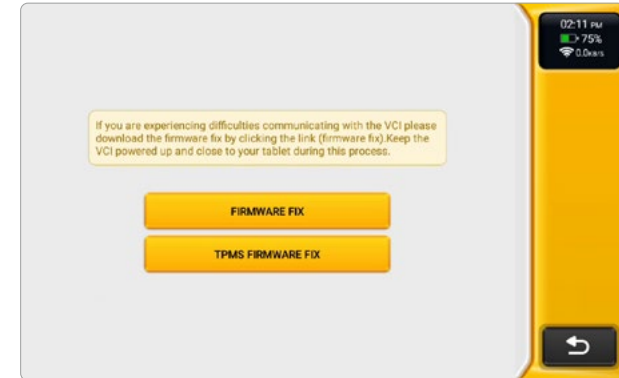 02:11 PM
75%
0.0KB/S
If you are experiencing difficulties communicating with the VCI please
download the firmware fix by clicking the link (firmware fix).Keep the
VCI powered up and close to your tablet during this process.
FIRMWARE FIX
TPMS FIRMWARE FIX